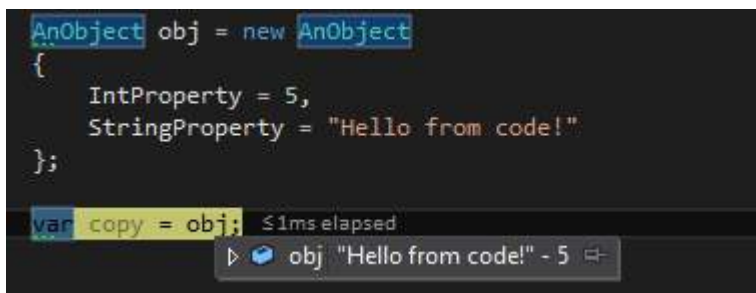 AnObject obj = new AnObject
{
IntProperty = 5,
StringProperty = "Hello from code!"
};
var copy = obj; ≤1ms elapsed
obj "Hello from code!" - 5